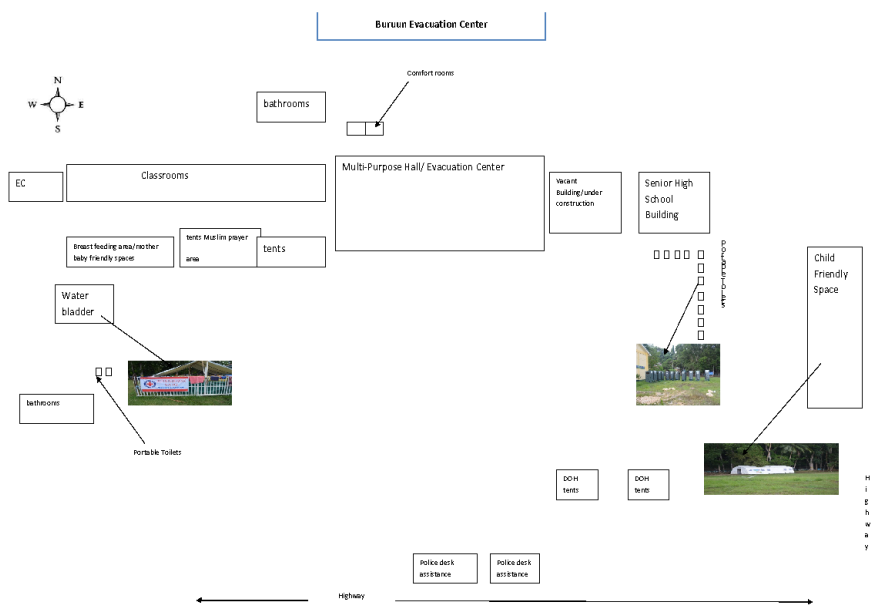 Buruun Evacuation Center
Comfort rooms
N
W E
S
bathrooms
EC
Classrooms
Multi-Purpose Hall/ Evacuation Center
Vacant
Building/under
construction
Senior High
School
Building
Breast feeding area/mother
baby friendly spaces
tents Muslim prayer
area
tents
Child
Friendly
Space
Water
bladder
bathrooms
Portable Toilets
DOH
tents
DOH
tents
Highway
Police desk
assistance
Police desk
assistance
Highway